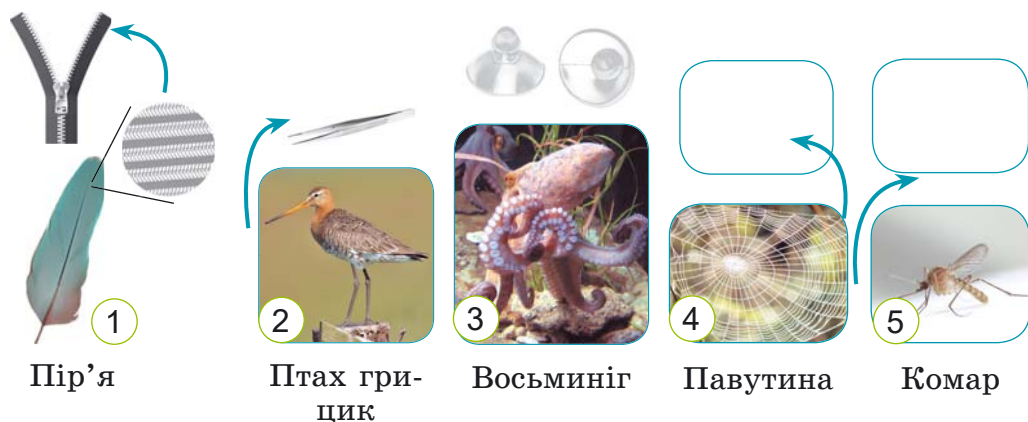 1
2
3
4
5
Пір’я
Птах гри-
цик
Восьминіг
Павутина
Комар